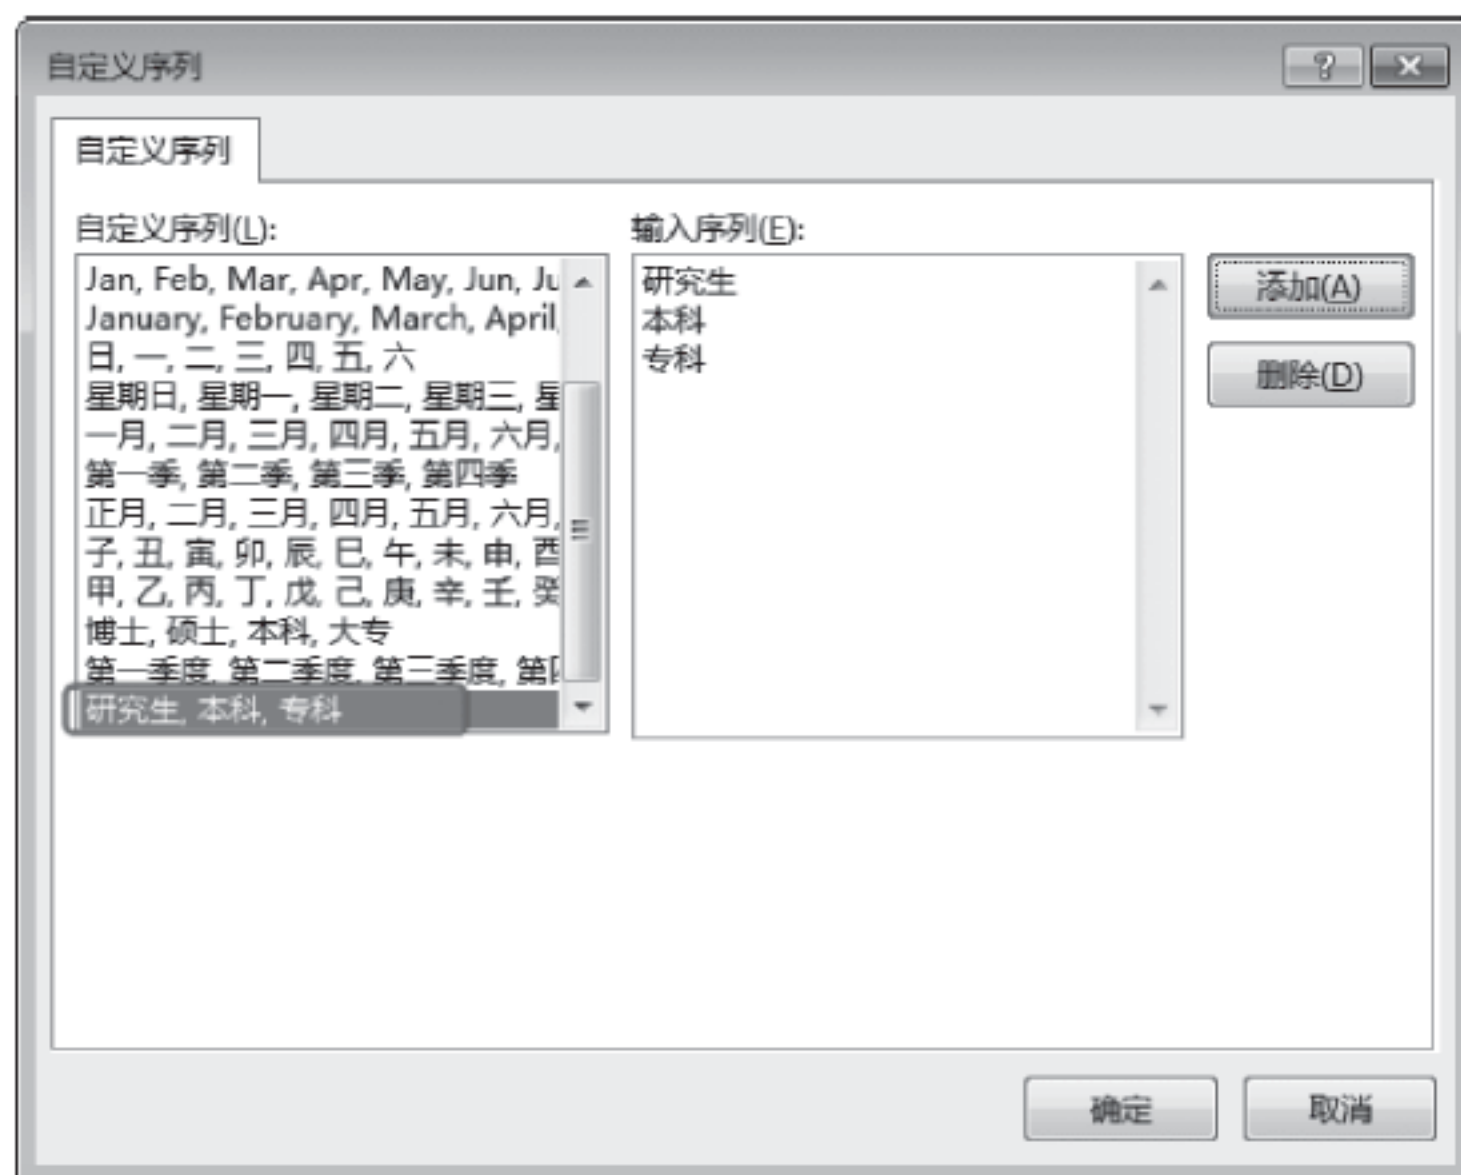 自定义序列
自定义序列
自定义序列(L):
Jan, Feb, Mar, Apr, May, Jun, Ju
January, February, March, April,
日, 一, 二, 三, 四, 五, 六
星期日, 星期一, 星期二, 星期三, 星
一月, 二月, 三月, 四月, 五月, 六月,
第一季, 第二季, 第三季, 第四季
正月, 二月, 三月, 四月, 五月, 六月,
子, 丑, 寅, 卯, 辰, 巳, 午, 未, 申, 酉
甲, 乙, 丙, 丁, 戊, 己, 庚, 辛, 壬, 癸
博士, 硕士, 本科, 大专
第一季度, 第二季度, 第三季度, 第
研究生, 本科, 专科
输入序列(E):
研究生
本科
专科
添加(A)
删除(D)
确定
取消